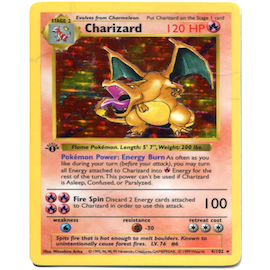 STAGE 2 Evolves from Charmeleon Put Charizard on the Stage 1 card
Charizard 120 HP
Flame Pokémon. Length: 5' 7", Weight: 200 lbs.
Pokémon Power: Energy Burn As often as you
like during your turn (before your attack), you may turn
all Energy attached to Charizard into for the rest of
the turn. This power can't be used if Charizard
is Asleep, Confused, or Paralyzed.
Fire Spin Discard 2 Energy cards attached
to Charizard in order to use this attack.
100
weakness resistance retreat cost
-30
Spits fire that is hot enough to melt boulders. Known to
unintentionally cause forest fires. LV. 76 #6
Illus. Mitsuhiro Arita
4/102